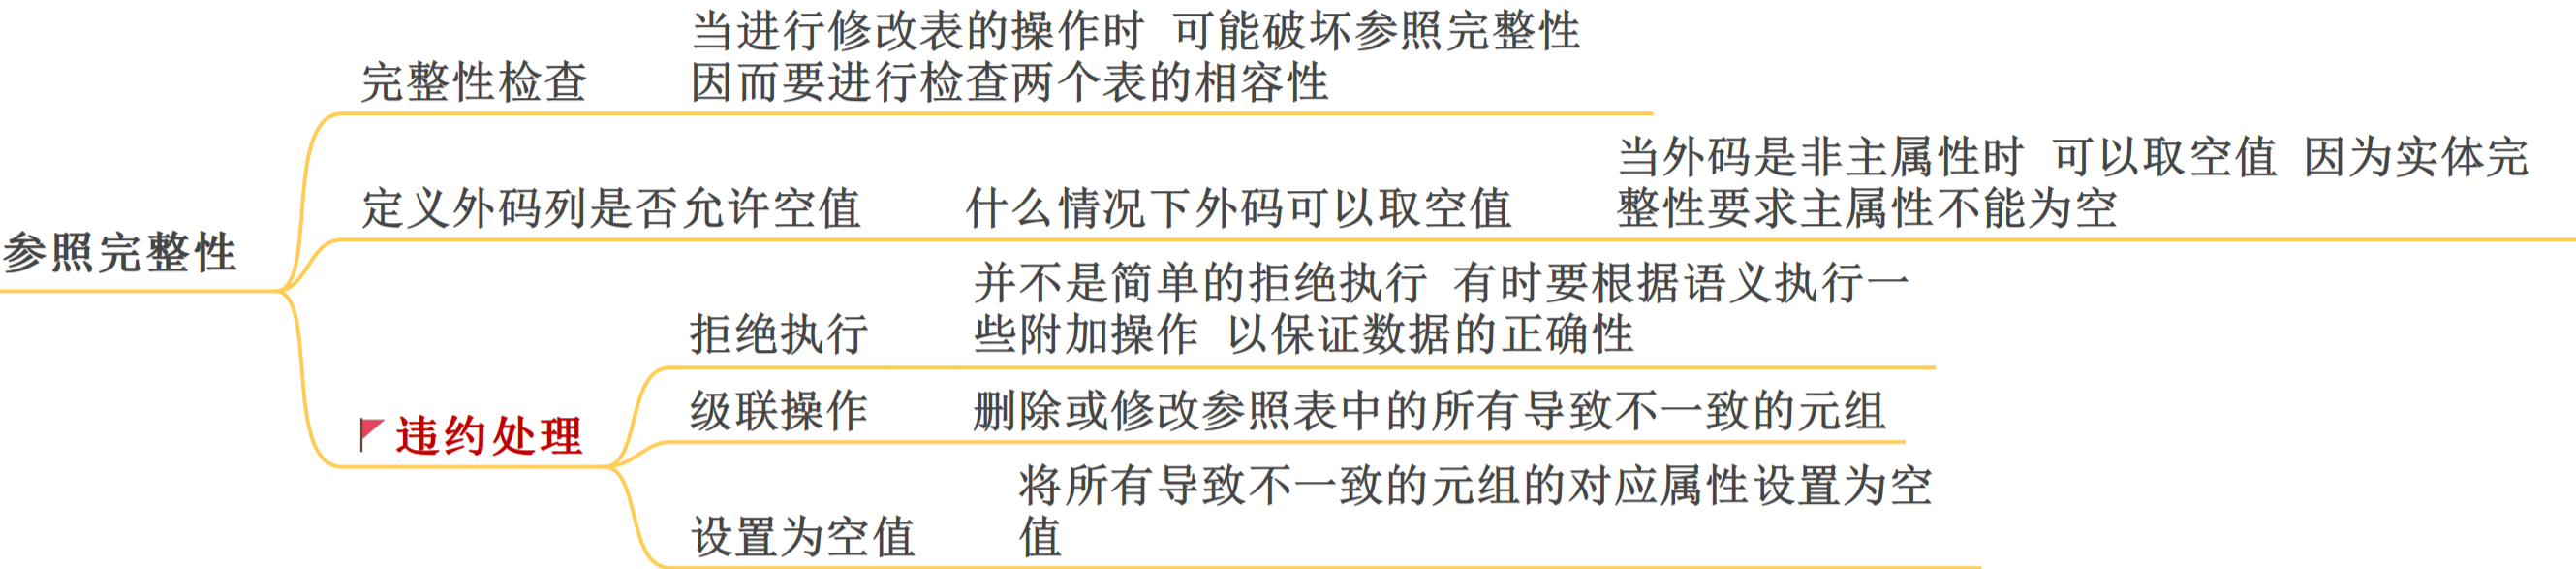 参照完整性
完整性检查
当进行修改表的操作时 可能破坏参照完整性
因而要进行检查两个表的相容性
定义外码列是否允许空值
什么情况下外码可以取空值
当外码是非主属性时 可以取空值 因为实体完
整性要求主属性不能为空
违约处理
拒绝执行
并不是简单的拒绝执行 有时要根据语义执行一
些附加操作 以保证数据的正确性
级联操作
删除或修改参照表中的所有导致不一致的元组
设置为空值
将所有导致不一致的元组的对应属性设置为空
值